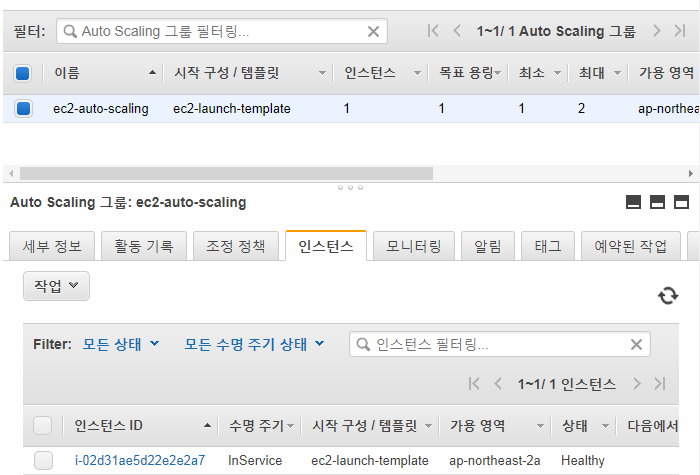 필터: Auto Scaling 그룹 필터링... 1~1/ 1 Auto Scaling 그룹
이름 시작 구성 / 템플릿 인스턴스 목표 용량 최소 최대 가용 영역
ec2-auto-scaling ec2-launch-template 1 1 1 2 ap-northeast
Auto Scaling 그룹: ec2-auto-scaling
세부 정보 활동 기록 조정 정책 인스턴스 모니터링 알림 태그 예약된 작업
작업
Filter: 모든 상태 모든 수명 주기 상태 인스턴스 필터링...
1~1/ 1 인스턴스
인스턴스 ID 수명 주기 시작 구성 / 템플릿 가용 영역 상태 다음에서
i-02d31ae5d22e2e2a7 InService ec2-launch-template ap-northeast-2a Healthy